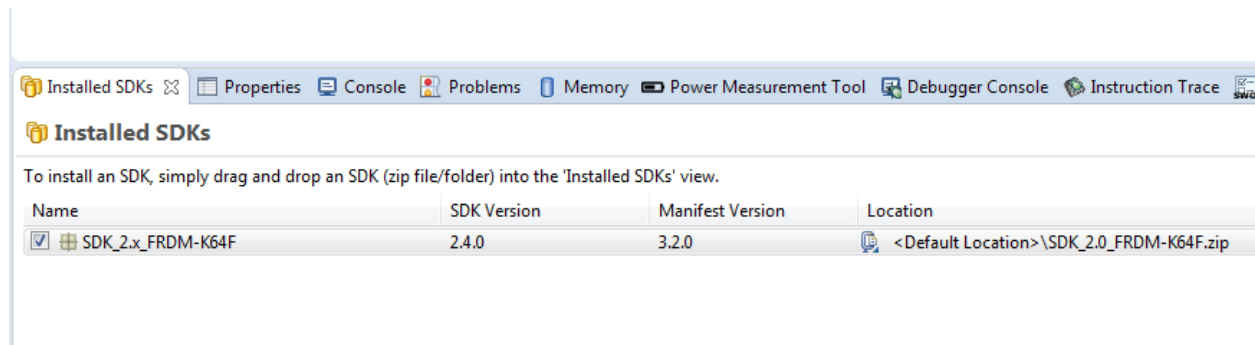 Installed SDKs Properties Console Problems Memory Power Measurement Tool Debugger Console Instruction Trace SWO
Installed SDKs
To install an SDK, simply drag and drop an SDK (zip file/folder) into the 'Installed SDKs' view.
Name SDK Version Manifest Version Location
SDK_2.x_FRDM-K64F 2.4.0 3.2.0 <Default Location>\SDK_2.0_FRDM-K64F.zip